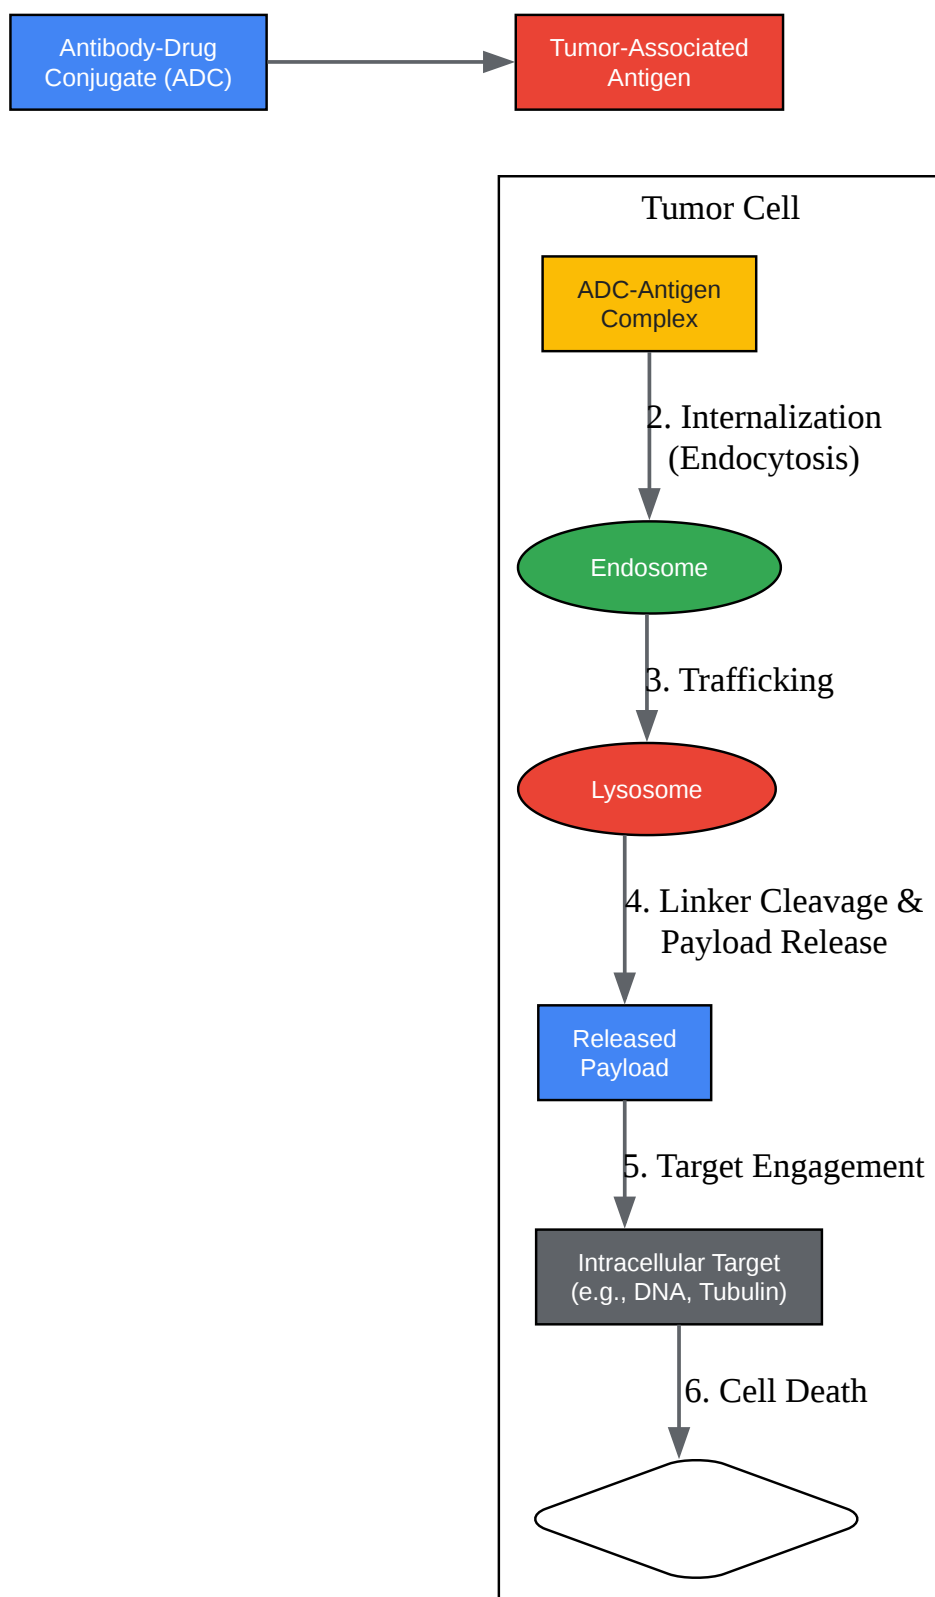 Antibody-Drug
Conjugate (ADC)
Tumor-Associated
Antigen
Tumor Cell
ADC-Antigen
Complex
2. Internalization
(Endocytosis)
Endosome
3. Trafficking
Lysosome
4. Linker Cleavage &
Payload Release
Released
Payload
5. Target Engagement
Intracellular Target
(e.g., DNA, Tubulin)
6. Cell Death